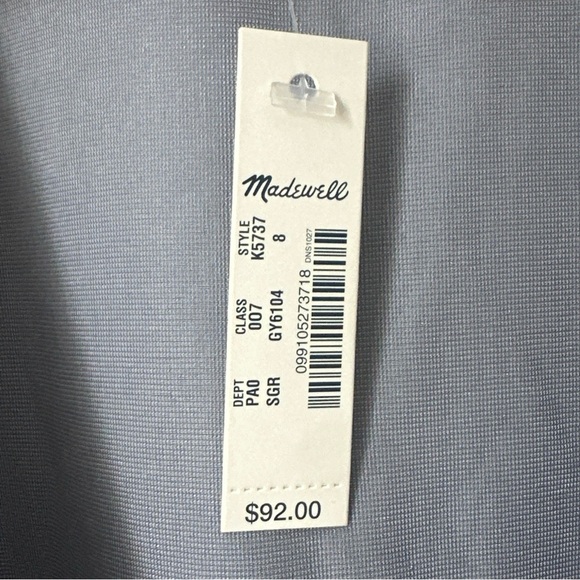 Madewell
DEPT CLASS STYLE
PA0 007 K5737
SGR GY6104 8
099105273718 DNS1027
$92.00